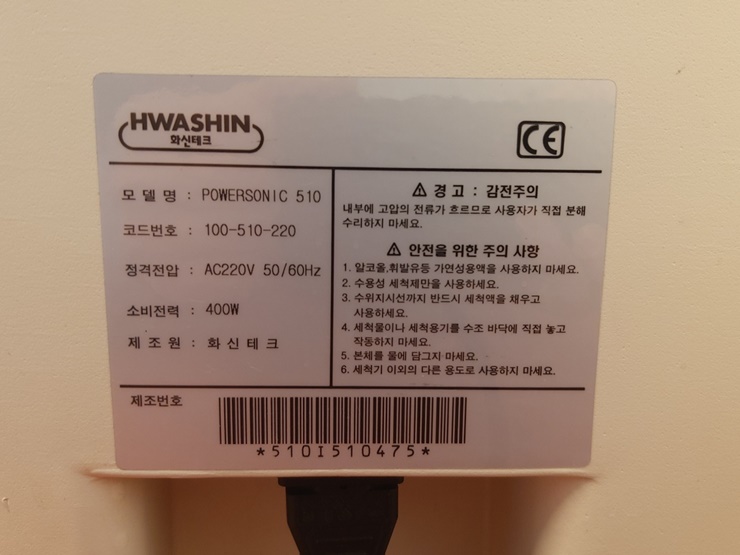 HWASHIN
화신테크
CE
모 델 명 : POWERSONIC 510
코드번호 : 100-510-220
정격전압 : AC220V 50/60Hz
소비전력 : 400W
제 조 원 : 화 신 테 크
⚠ 경 고 : 감전주의
내부에 고압의 전류가 흐르므로 사용자가 직접 분해
수리하지 마세요.
⚠ 안전을 위한 주의 사항
1. 알코올,휘발유등 가연성용액을 사용하지 마세요.
2. 수용성 세척제만을 사용하세요.
3. 수위지시선까지 반드시 세척액을 채우고
사용하세요.
4. 세척물이나 세척용기를 수조 바닥에 직접 놓고
작동하지 마세요.
5. 본체를 물에 담그지 마세요.
6. 세척기 이외의 다른 용도로 사용하지 마세요.
제조번호
*510I510475*